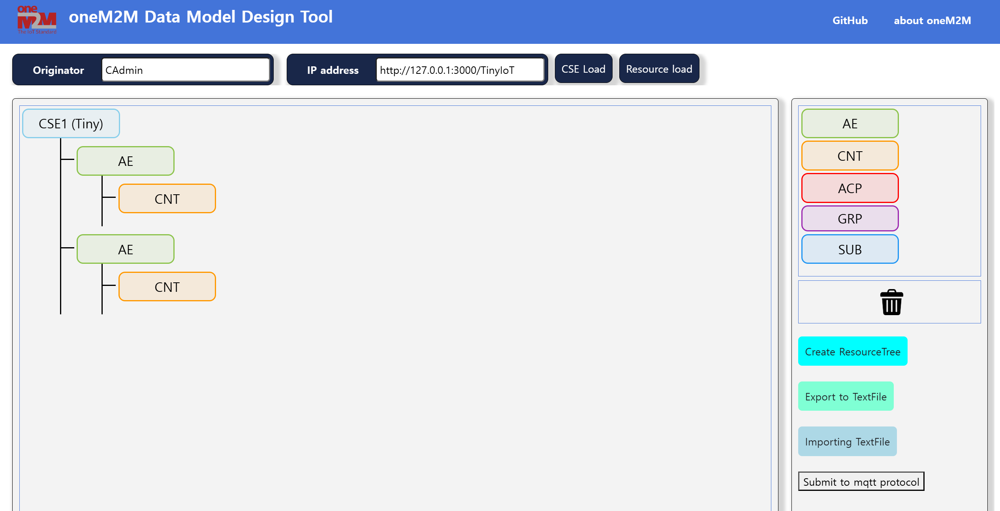 one
M2M
The IoT Standard
oneM2M Data Model Design Tool
GitHub
about oneM2M
Originator
CAdmin
IP address
http://127.0.0.1:3000/TinyIoT
CSE Load
Resource load
CSE1 (Tiny)
AE
CNT
AE
CNT
AE
CNT
ACP
GRP
SUB
Create ResourceTree
Export to TextFile
Importing TextFile
Submit to mqtt protocol